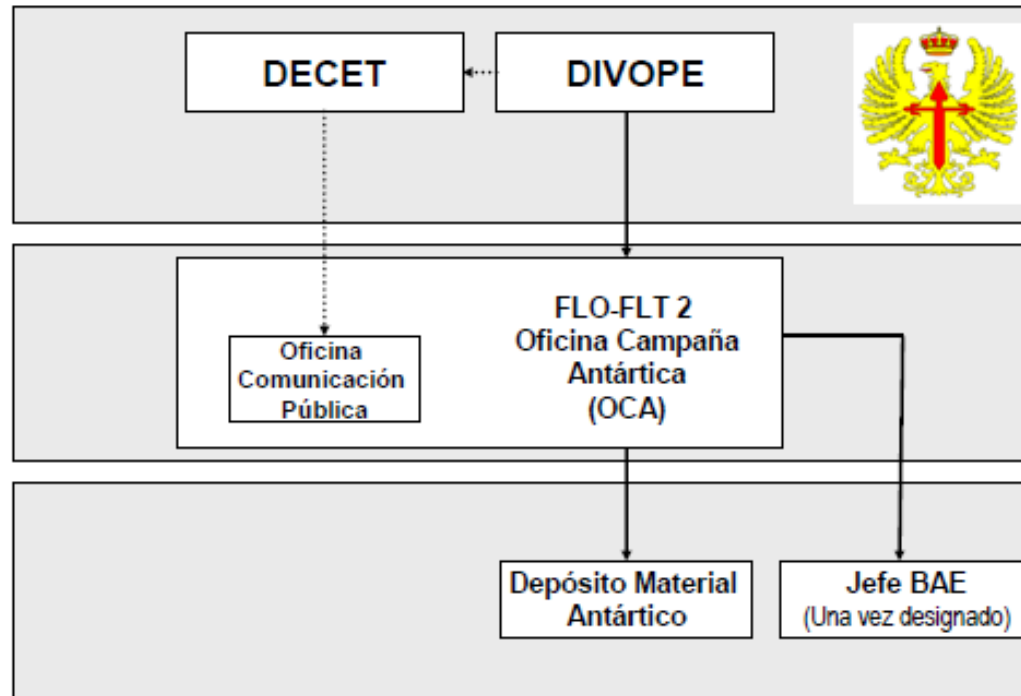 DECET
DIVOPE
FLO-FLT 2
Oficina Campaña
Antártica
(OCA)
Oficina
Comunicación
Pública
Depósito Material
Antártico
Jefe BAE
(Una vez designado)